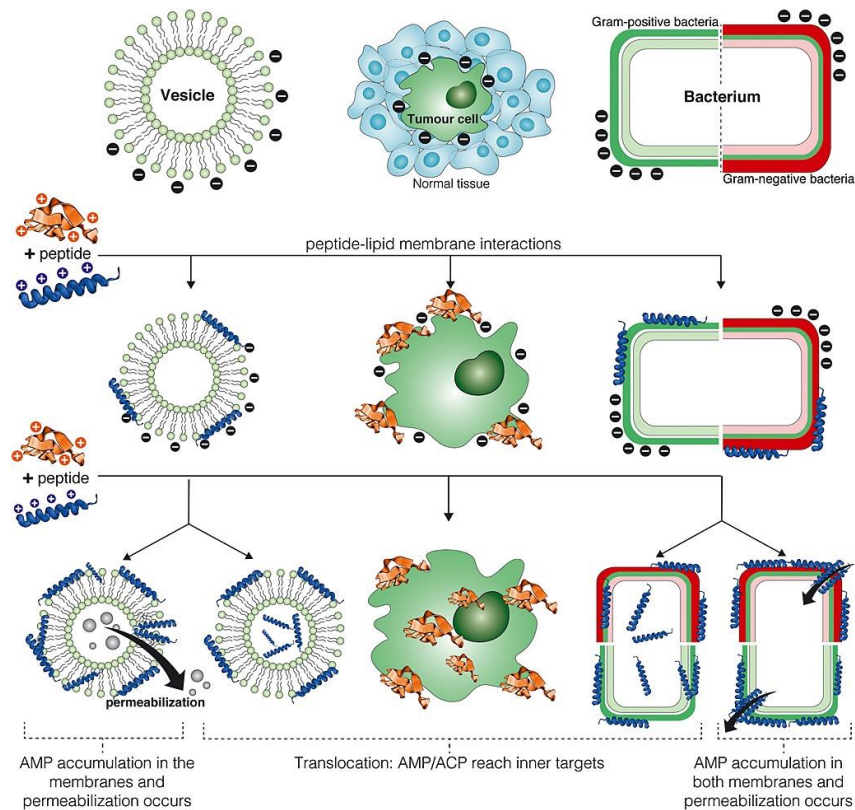 Vesicle
Tumour cell
Normal tissue
Gram-positive bacteria
Bacterium
Gram-negative bacteria
+ peptide
peptide-lipid membrane interactions
+ peptide
permeabilization
AMP accumulation in the
membranes and
permeabilization occurs
Translocation: AMP/ACP reach inner targets
AMP accumulation in
both membranes and
permeabilization occurs